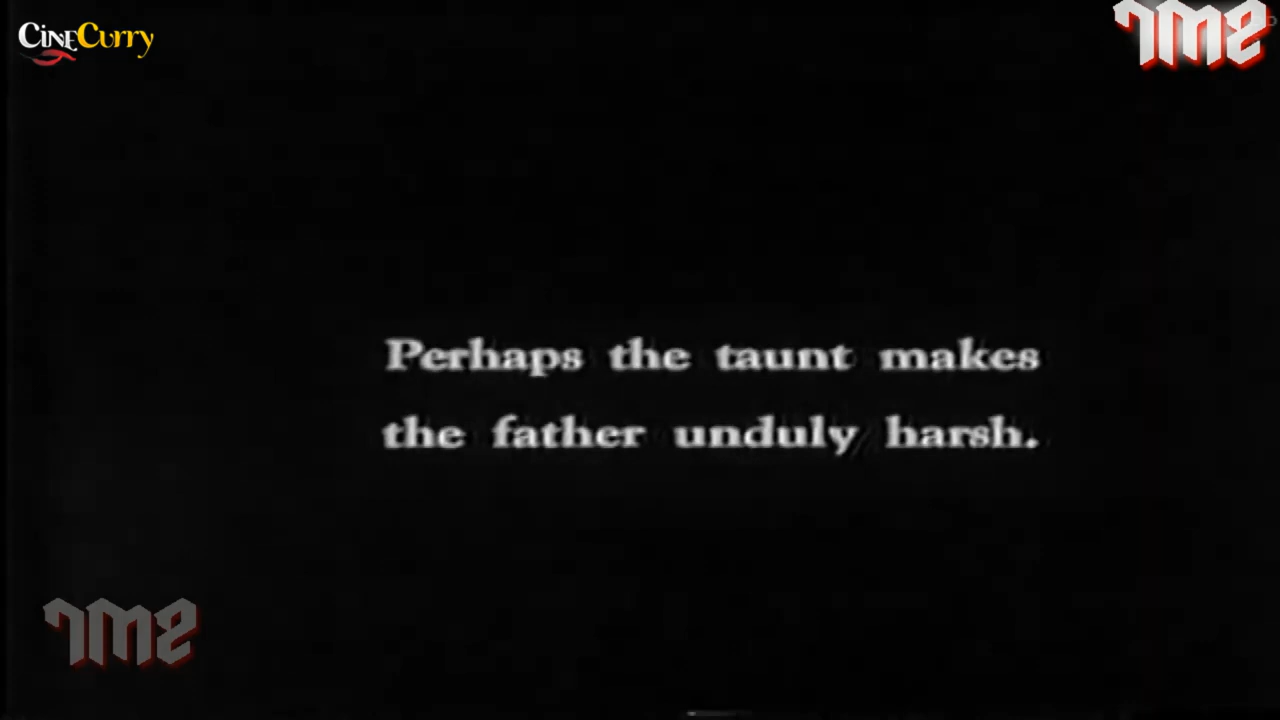 CineCurry
Perhaps the taunt makes
the father unduly harsh.